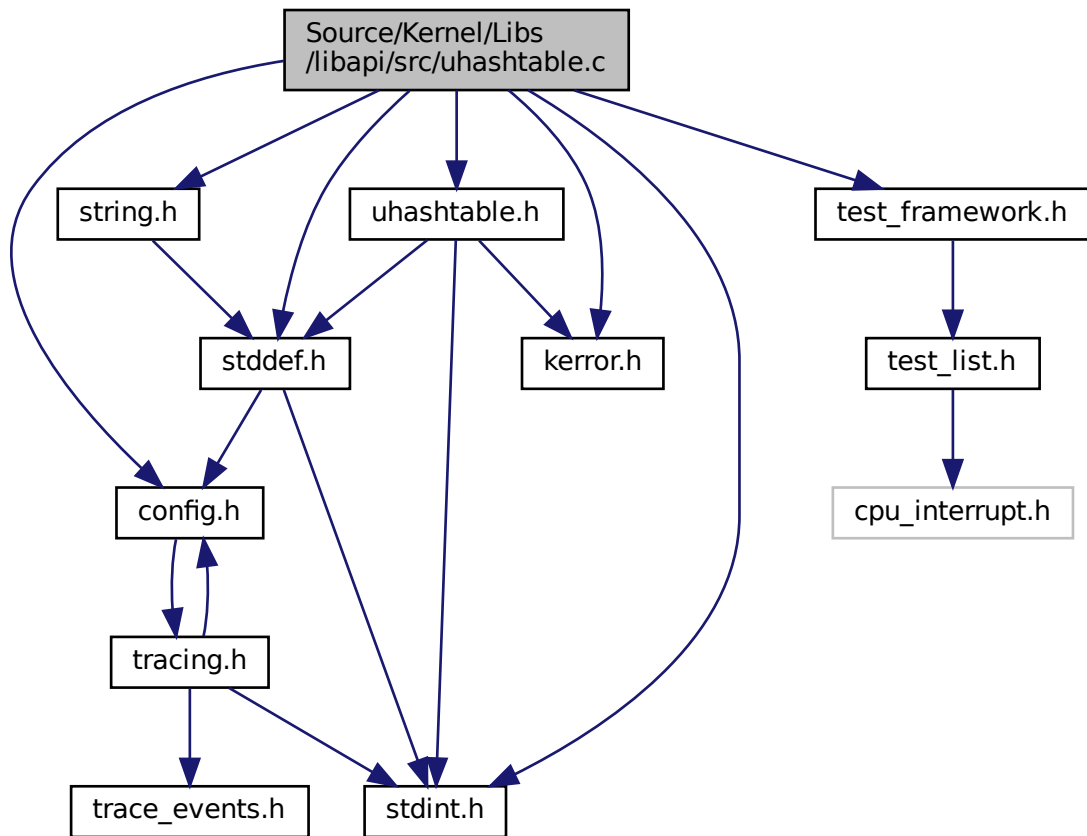 Source/Kernel/Libs
/libapi/src/uhashtable.c
string.h
uhashtable.h
test_framework.h
stddef.h
kerror.h
test_list.h
config.h
cpu_interrupt.h
tracing.h
trace_events.h
stdint.h